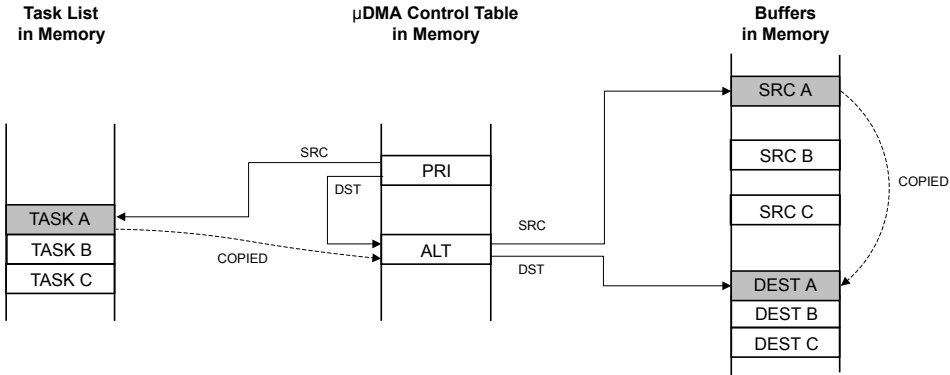 Task List
in Memory
µDMA Control Table
in Memory
Buffers
in Memory
SRC A
SRC B
SRC C
DEST A
DEST B
DEST C
COPIED
SRC
PRI
DST
ALT
SRC
DST
TASK A
TASK B
TASK C
COPIED